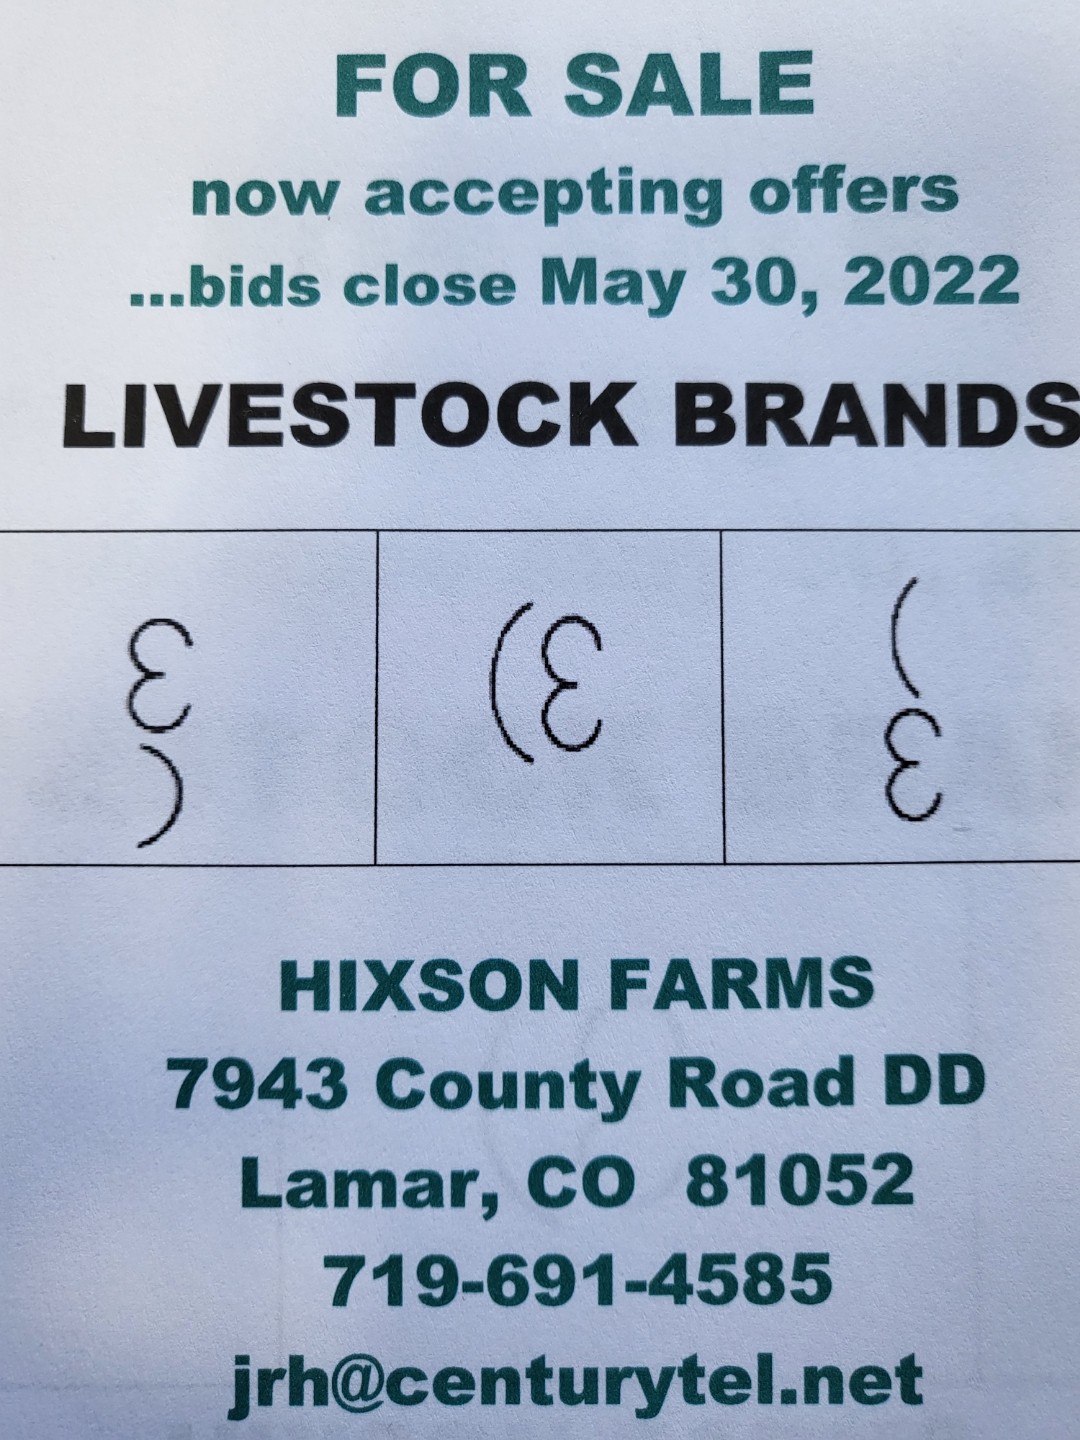 FOR SALE
now accepting offers
...bids close May 30, 2022
LIVESTOCK BRANDS
HIXSON FARMS
7943 County Road DD
Lamar, CO 81052
719-691-4585
jrh@centurytel.net